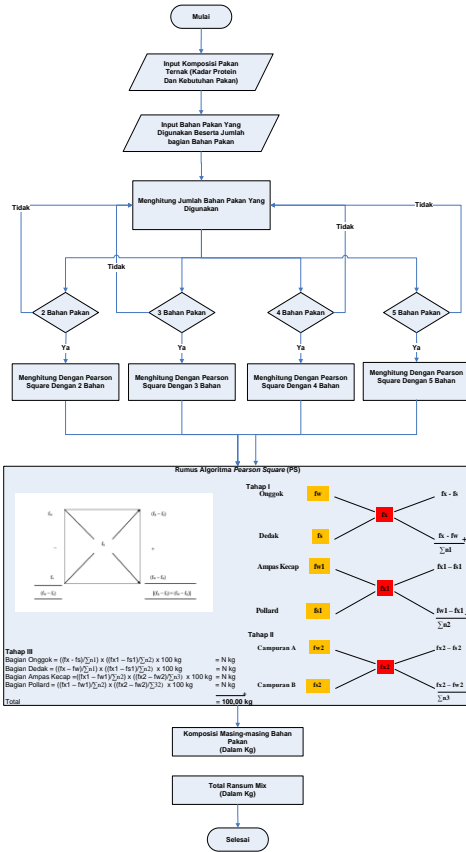 Mulai
Input Komposisi Pakan
Ternak (Kadar Protein
Dan Kebutuhan Pakan)
Input Bahan Pakan Yang
Digunakan Beserta Jumlah
bagian Bahan Pakan
Menghitung Jumlah Bahan Pakan Yang
Digunakan
Tidak
Tidak
Tidak
Tidak
2 Bahan Pakan
3 Bahan Pakan
4 Bahan Pakan
5 Bahan Pakan
Ya
Ya
Ya
Ya
Menghitung Dengan Pearson
Square Dengan 2 Bahan
Menghitung Dengan Pearson
Square Dengan 3 Bahan
Menghitung Dengan Pearson
Square Dengan 4 Bahan
Menghitung Dengan Pearson
Square Dengan 5 Bahan
Rumus Algoritma Pearson Square (PS)
Tahap I
Onggok
fw
fx - fs
fx
Dedak
fs
fx - fw
+
∑n1
Ampas Kecap
fw1
fx1 – fs1
fx1
Pollard
fs1
fw1 – fx1
∑n2
Tahap II
Campuran A
fw2
fx2 – fs2
fx2
Campuran B
fs2
fx2 – fw2
∑n3
Tahap III
Bagian Onggok = ((fx - fs)/∑n1) x ((fx1 – fs1)/∑n2) x 100 kg = N kg
Bagian Dedak = ((fx – fw)/∑n1) x ((fx1 – fs1)/∑n2) x 100 kg = N kg
Bagian Ampas Kecap =((fx1 – fw1)/∑n2) x ((fx2 – fw2)/∑n3) x 100 kg = N kg
Bagian Pollard = ((fx1 – fw1)/∑n2) x ((fx2 – fw2)/∑32) x 100 kg = N kg
+
Total = 100,00 kg
Komposisi Masing-masing Bahan
Pakan
(Dalam Kg)
Total Ransum Mix
(Dalam Kg)
Selesai